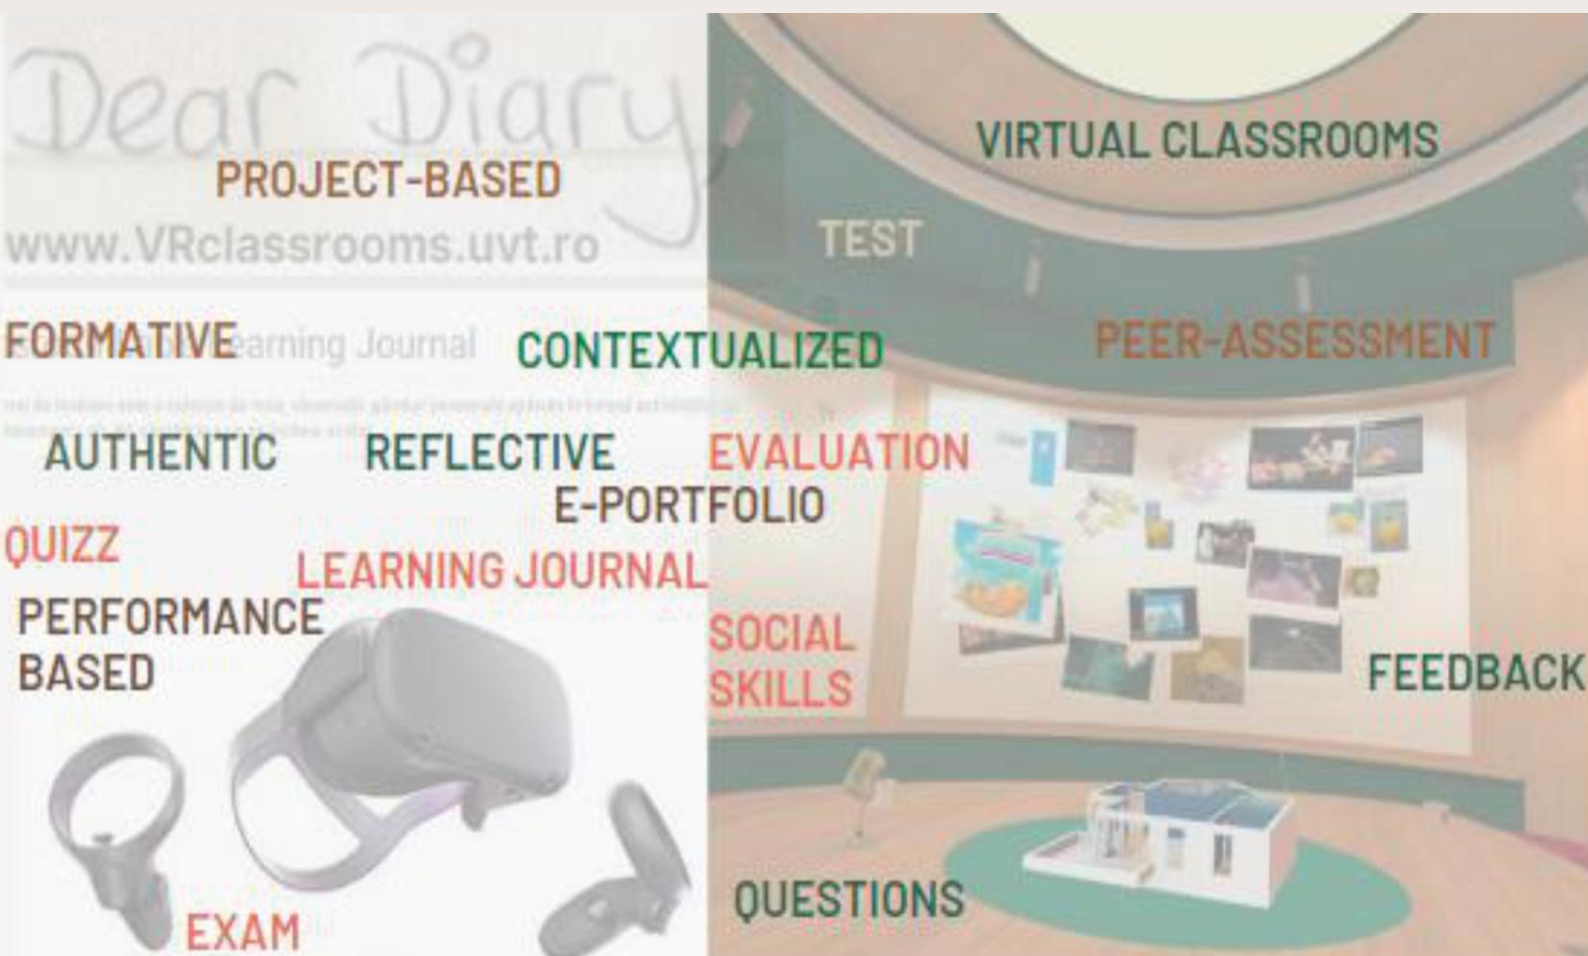 Dear Diary
VIRTUAL CLASSROOMS
PROJECT-BASED
TEST
www.VRclassrooms.uvt.ro
FORMATIVE
Learning Journal
CONTEXTUALIZED
PEER-ASSESSMENT
AUTHENTIC
REFLECTIVE
EVALUATION
E-PORTFOLIO
QUIZZ
LEARNING JOURNAL
PERFORMANCE
BASED
SOCIAL
SKILLS
FEEDBACK
QUESTIONS
EXAM